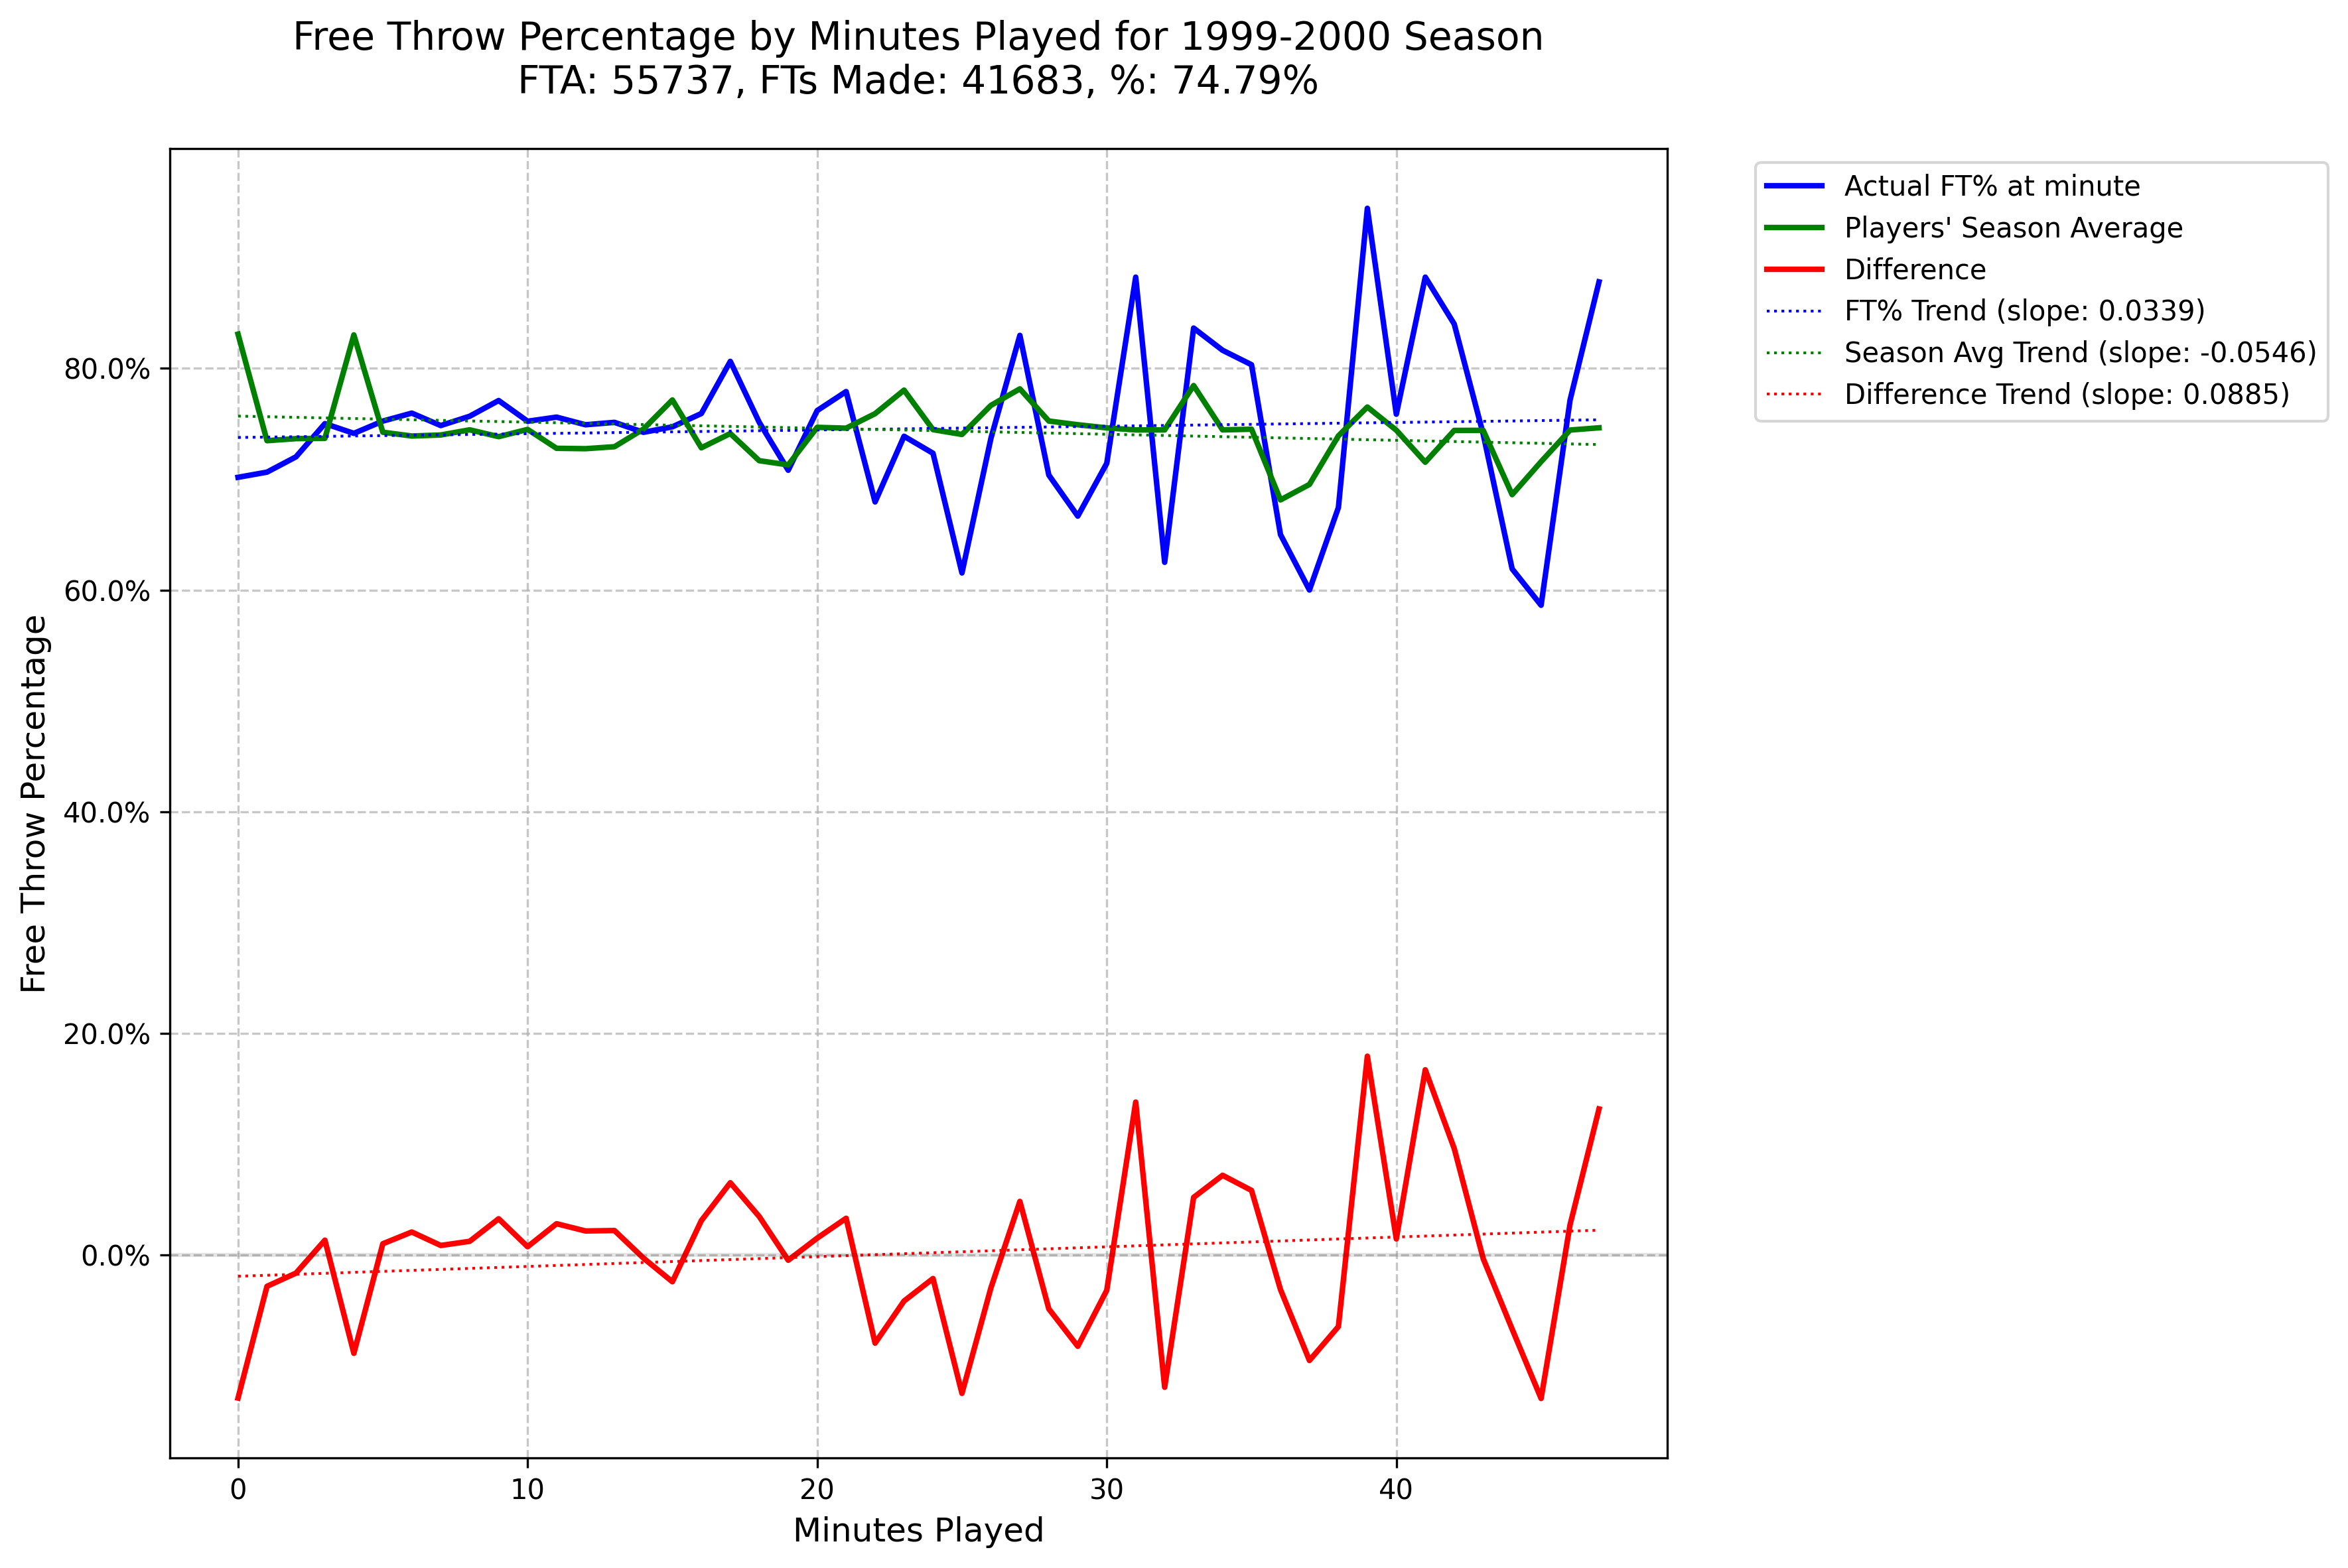 Free Throw Percentage by Minutes Played for 1999-2000 Season
FTA: 55737, FTs Made: 41683, %: 74.79%
Actual FT% at minute
Players' Season Average
Difference
FT% Trend (slope: 0.0339)
Season Avg Trend (slope: -0.0546)
Difference Trend (slope: 0.0885)
Free Throw Percentage
80.0%
60.0%
40.0%
20.0%
0.0%
0 10 20 30 40
Minutes Played